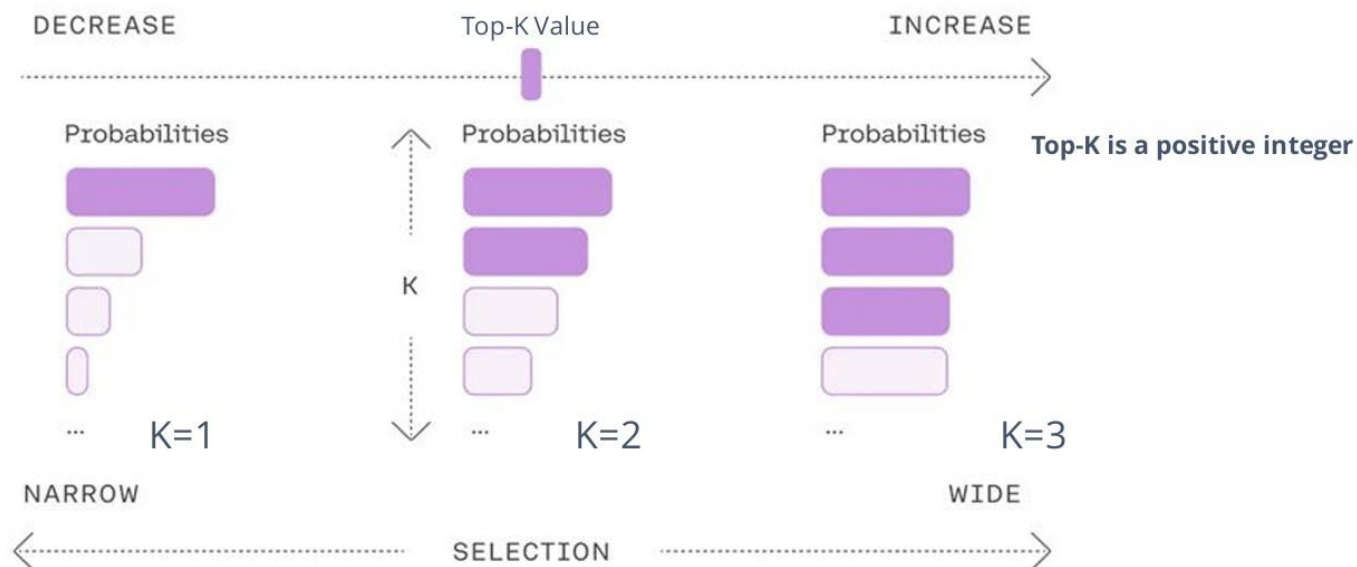 DECREASE
Top-K Value
INCREASE
Probabilities
Probabilities
Probabilities
Top-K is a positive integer
K
... K=1
... K=2
... K=3
NARROW
WIDE
SELECTION